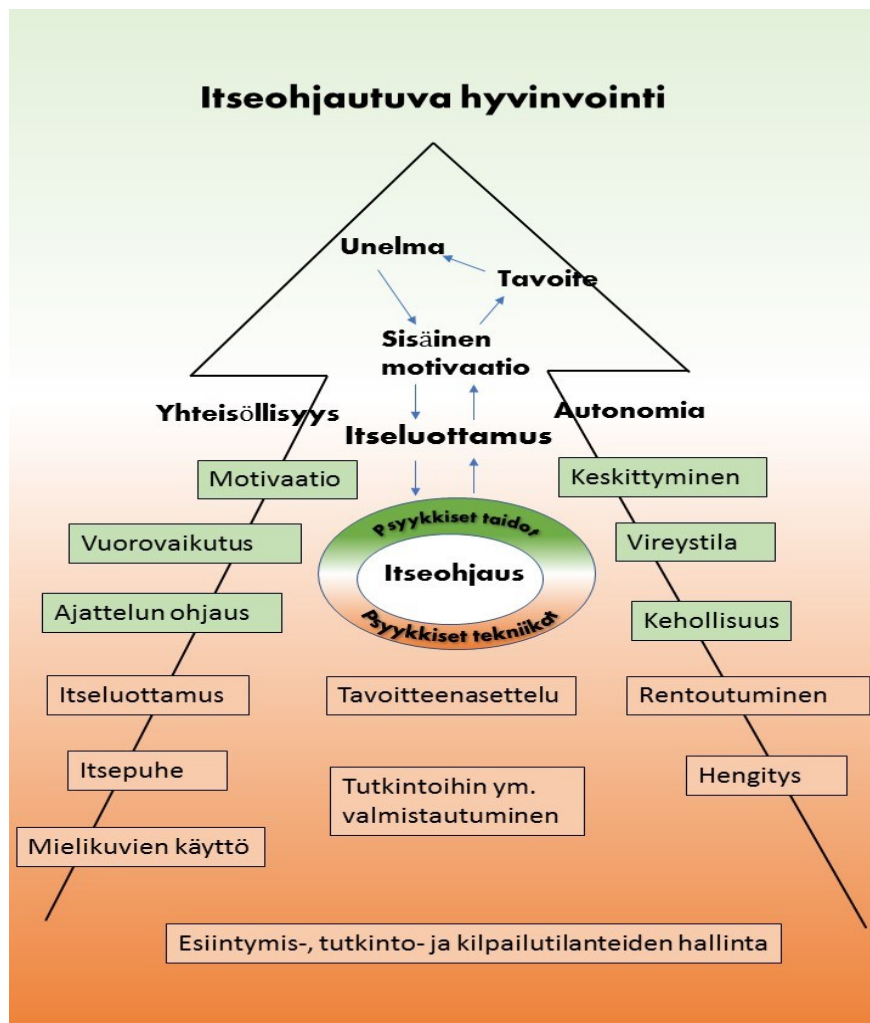 Itseohjautuva hyvinvointi
Unelma
Tavoite
Sisäinen
motivaatio
Yhteisöllisyys
Autonomia
Itseluottamus
Motivaatio
Keskittyminen
Psyykkiset taidot
Vuorovaikutus
Vireystila
Itseohjaus
Ajattelun ohjaus
Kehollisuus
Psyykkiset tekniikat
Itseluottamus
Tavoitteenasettelu
Rentoutuminen
Itsepuhe
Tutkintoihin ym.
valmistautuminen
Hengitys
Mielikuvien käyttö
Esiintymis-, tutkinto- ja kilpailutilanteiden hallinta